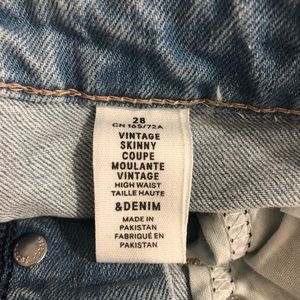 28
CN 165/72A
VINTAGE
SKINNY
COUPE
MOULANTE
VINTAGE
HIGH WAIST
TAILLE HAUTE
&DENIM
MADE IN
PAKISTAN
FABRIQUÉ EN
PAKISTAN